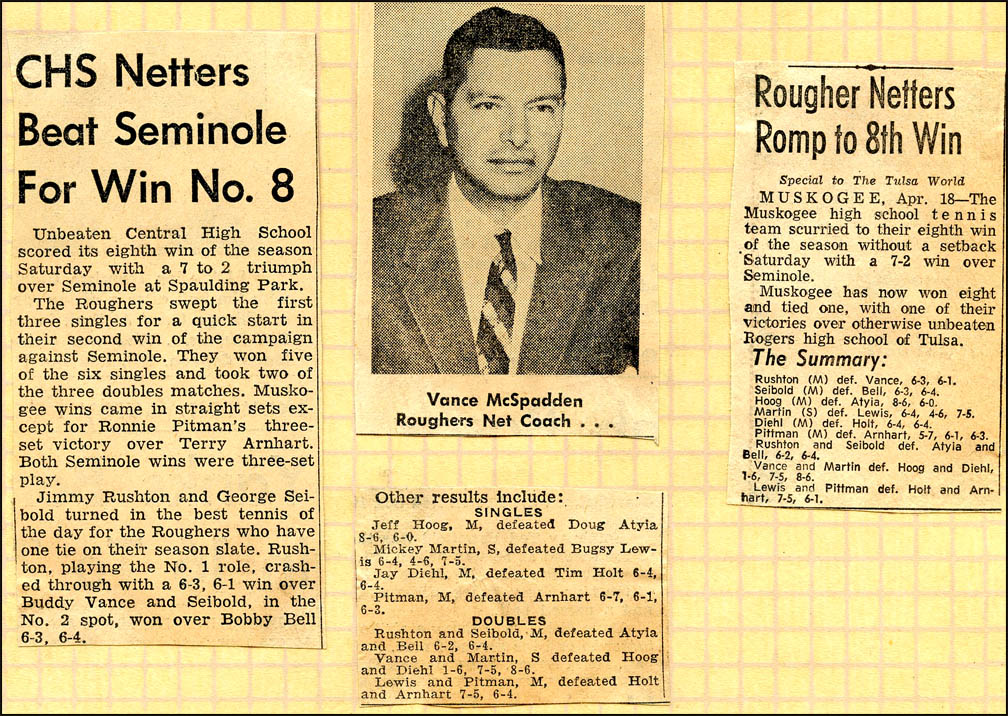 CHS Netters
Beat Seminole
For Win No. 8
Unbeaten Central High School
scored its eighth win of the season
Saturday with a 7 to 2 triumph
over Seminole at Spaulding Park.
The Roughers swept the first
three singles for a quick start in
their second win of the campaign
against Seminole. They won five
of the six singles and took two of
the three doubles matches. Musko-
gee wins came in straight sets ex-
cept for Ronnie Pitman's three-
set victory over Terry Arnhart.
Both Seminole wins were three-set
play.
Jimmy Rushton and George Sei-
bold turned in the best tennis of
the day for the Roughers who have
one tie on their season slate. Rush-
ton, playing the No. 1 role, crash-
ed through with a 6-3, 6-1 win over
Buddy Vance and Seibold, in the
No. 2 spot, won over Bobby Bell
6-3, 6-4.
Vance McSpadden
Roughers Net Coach . . .
Other results include:
SINGLES
Jeff Hoog, M, defeated Doug Atyia
8-6, 6-0.
Mickey Martin, S, defeated Bugsy Lew-
is 6-4, 4-6, 7-5.
Jay Diehl, M, defeated Tim Holt 6-4,
6-4.
Pitman, M, defeated Arnhart 6-7, 6-1,
6-3.
DOUBLES
Rushton and Seibold, M, defeated Atyia
and Bell 6-2, 6-4.
Vance and Martin, S defeated Hoog
and Diehl 1-6, 7-5, 8-6.
Lewis and Pitman, M, defeated Holt
and Arnhart 7-5, 6-4.
Rougher Netters
Romp to 8th Win
Special to The Tulsa World
MUSKOGEE, Apr. 18—The
Muskogee high school tennis
team scurried to their eighth win
of the season without a setback
Saturday with a 7-2 win over
Seminole.
Muskogee has now won eight
and tied one, with one of their
victories over otherwise unbeaten
Rogers high school of Tulsa.
The Summary:
Rushton (M) def. Vance, 6-3, 6-1.
Seibold (M) def. Bell, 6-3, 6-4.
Hoog (M) def. Atyia, 8-6, 6-0.
Martin (S) def. Lewis, 6-4, 4-6, 7-5.
Diehl (M) def. Holt, 6-4, 6-4.
Pittman (M) def. Arnhart, 5-7, 6-1, 6-3.
Rushton and Seibold def. Atyia and
Bell, 6-2, 6-4.
Vance and Martin def. Hoog and Diehl,
1-6, 7-5, 8-6.
Lewis and Pittman def. Holt and Arn-
hart, 7-5, 6-1.